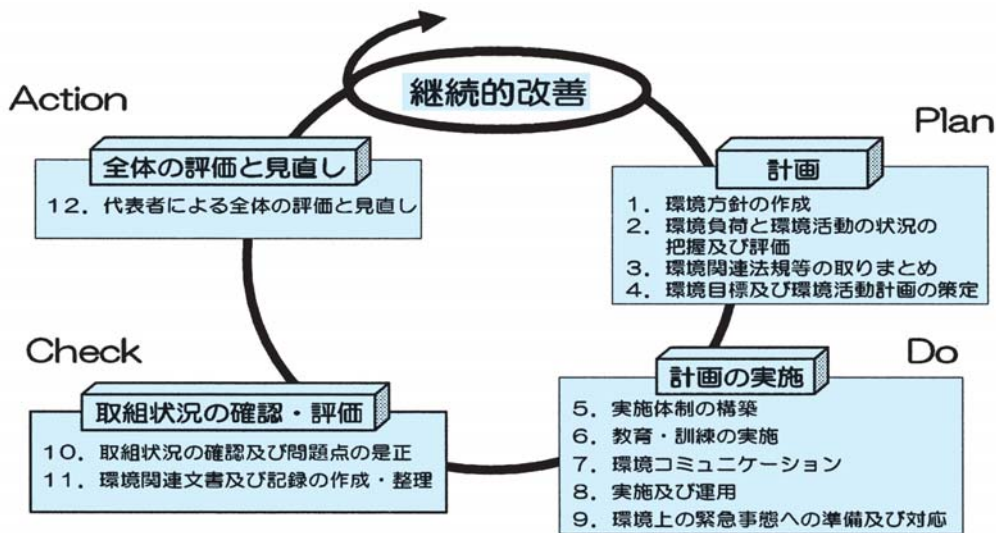 継続的改善
Action
全体の評価と見直し
12．代表者による全体の評価と見直し
Plan
計画
1．環境方針の作成
2．環境負荷と環境活動の状況の
把握及び評価
3．環境関連法規等の取りまとめ
4．環境目標及び環境活動計画の策定
Check
取組状況の確認・評価
10．取組状況の確認及び問題点の是正
11．環境関連文書及び記録の作成・整理
Do
計画の実施
5．実施体制の構築
6．教育・訓練の実施
7．環境コミュニケーション
8．実施及び運用
9．環境上の緊急事態への準備及び対応